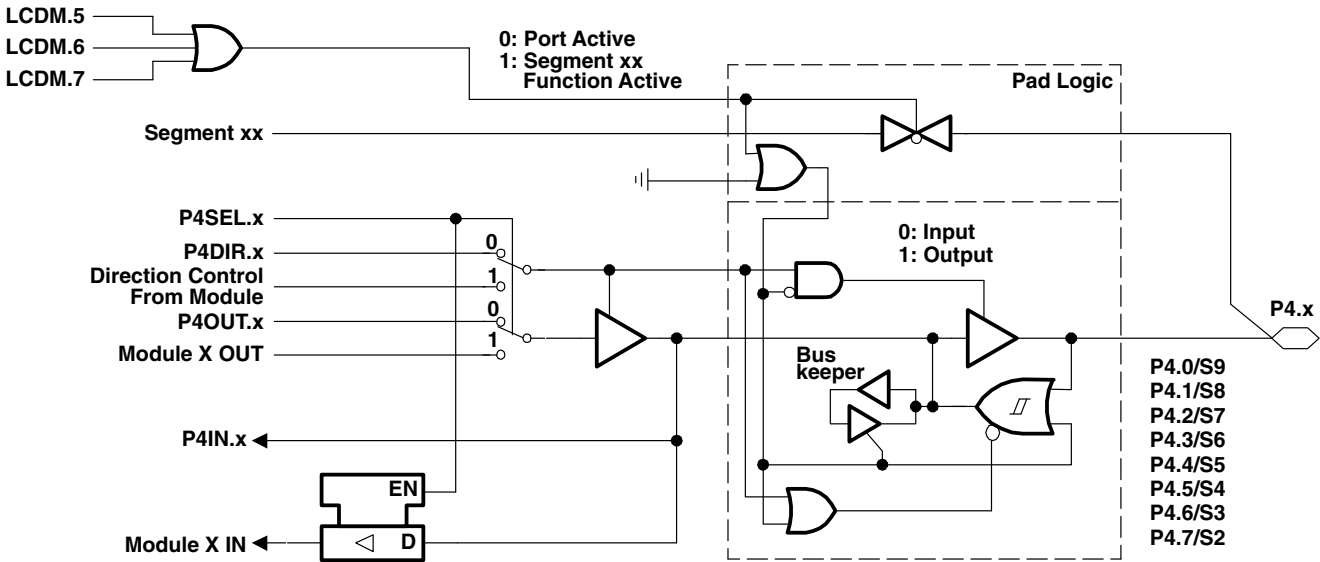 LCDM.5
LCDM.6
LCDM.7
0: Port Active
1: Segment xx
Function Active
Pad Logic
Segment xx
P4SEL.x
P4DIR.x
0
Direction Control
From Module
1
P4OUT.x
0
Module X OUT
1
0: Input
1: Output
Bus
keeper
P4.x
P4.0/S9
P4.1/S8
P4.2/S7
P4.3/S6
P4.4/S5
P4.5/S4
P4.6/S3
P4.7/S2
P4IN.x
EN
D
Module X IN